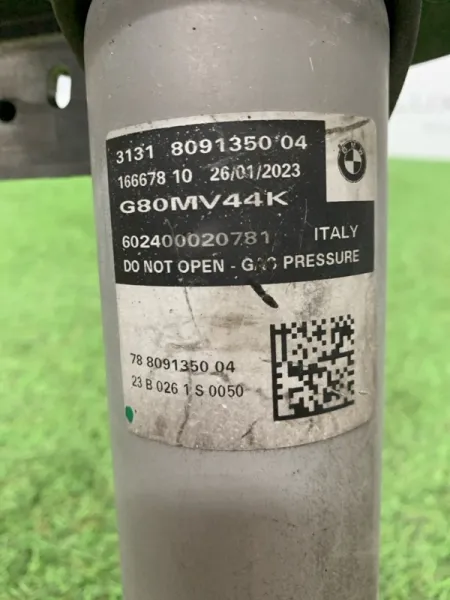 3131 8091350 04
166678 10 26/01/2023
G80MV44K
602400020781 ITALY
DO NOT OPEN - GAS PRESSURE
78 8091350 04
23 B 026 1 S 0050